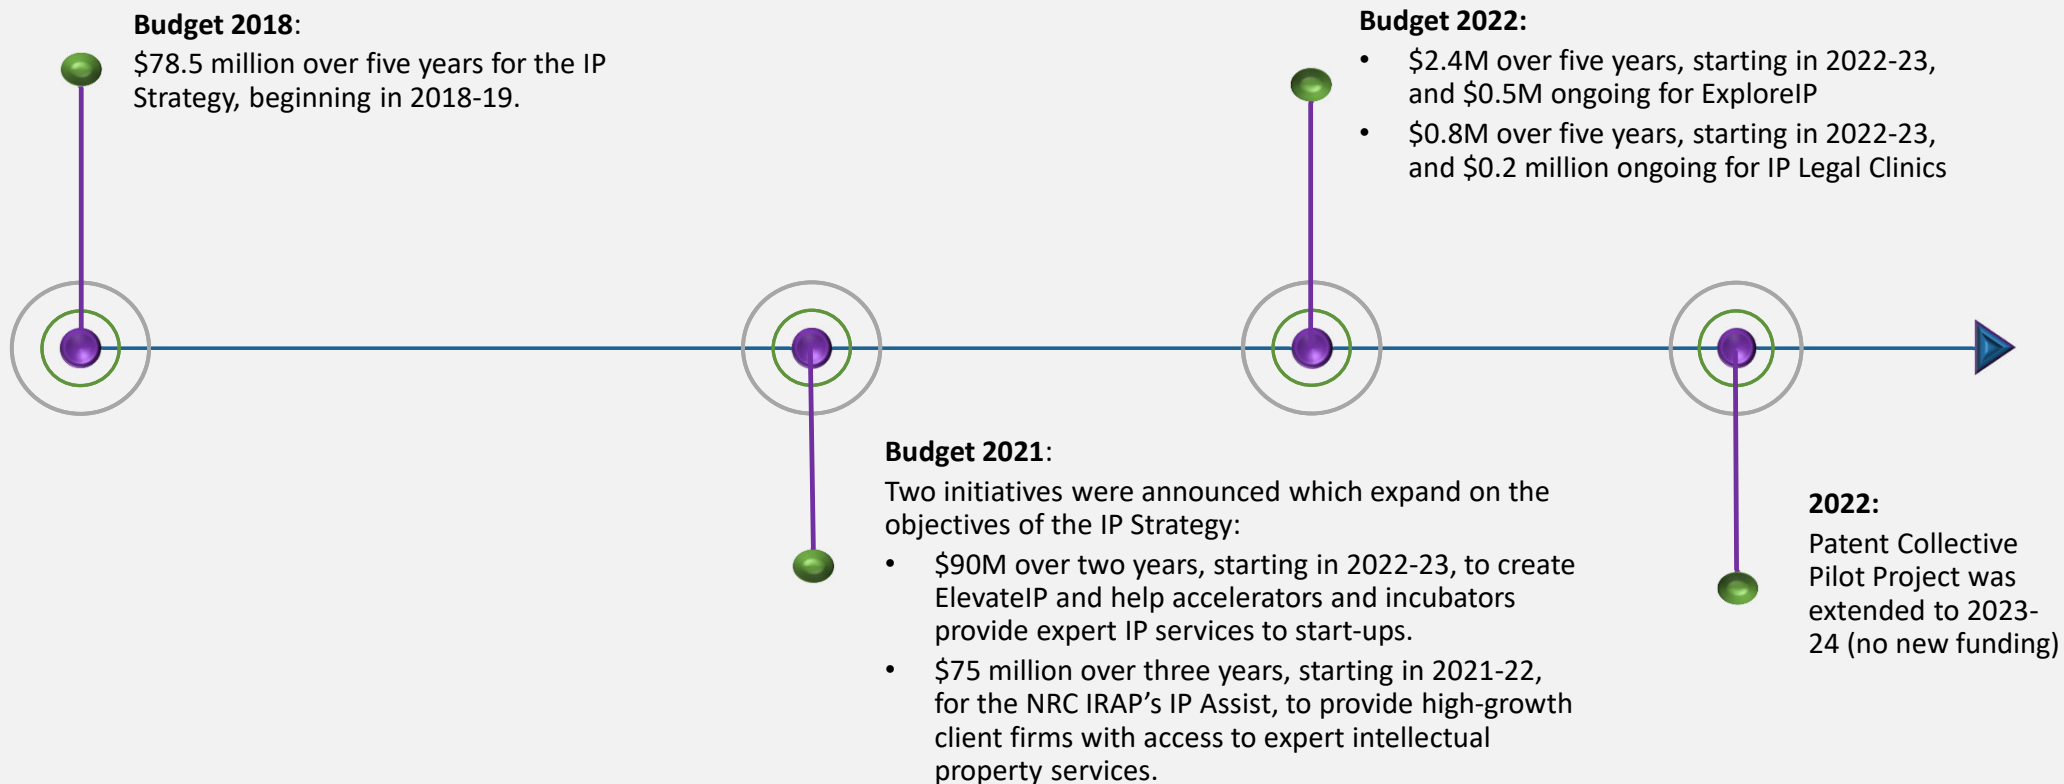 Budget 2018:
$78.5 million over five years for the IP
Strategy, beginning in 2018-19.
Budget 2022:
• $2.4M over five years, starting in 2022-23,
and $0.5M ongoing for ExploreIP
• $0.8M over five years, starting in 2022-23,
and $0.2 million ongoing for IP Legal Clinics
Budget 2021:
Two initiatives were announced which expand on the
objectives of the IP Strategy:
• $90M over two years, starting in 2022-23, to create
ElevateIP and help accelerators and incubators
provide expert IP services to start-ups.
• $75 million over three years, starting in 2021-22,
for the NRC IRAP’s IP Assist, to provide high-growth
client firms with access to expert intellectual
property services.
2022:
Patent Collective
Pilot Project was
extended to 2023-
24 (no new funding)